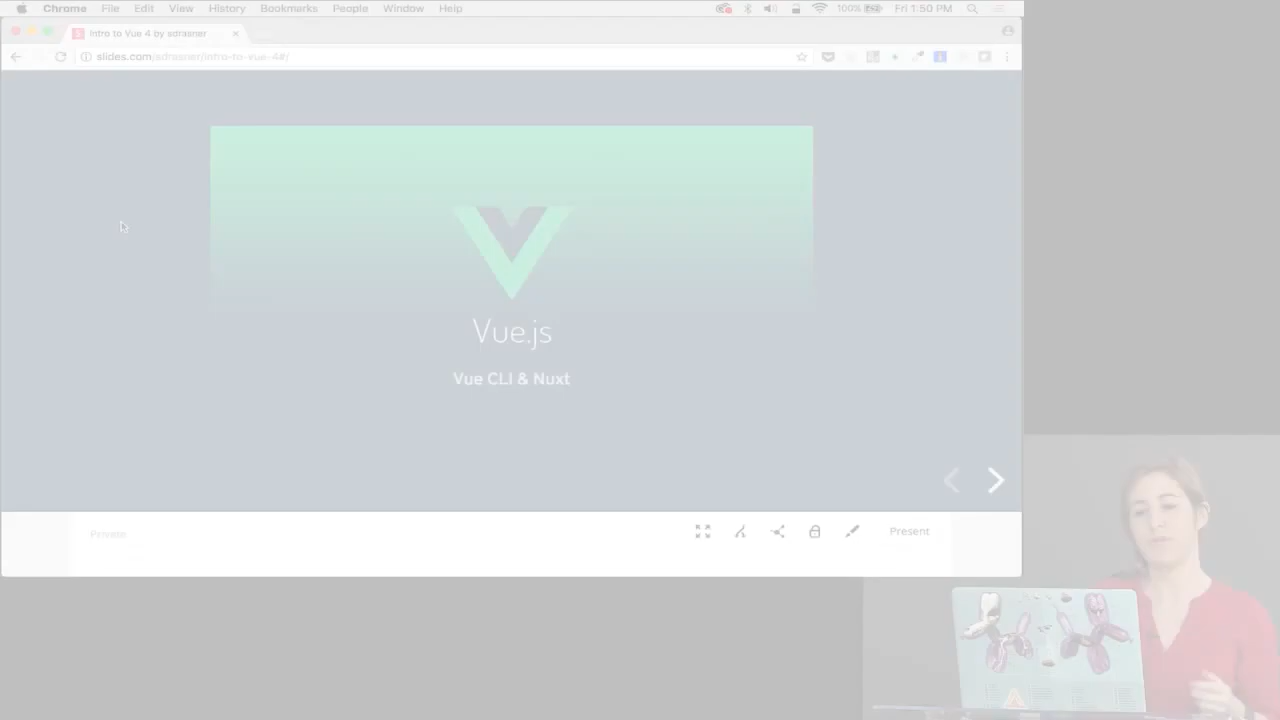 Chrome File Edit View History Bookmarks People Window Help 100% Fri 1:50 PM
Intro to Vue 4 by sdrasner
slides.com/sdrasner/intro-to-vue-4#/
Vue.js
Vue CLI & Nuxt
Private
Present